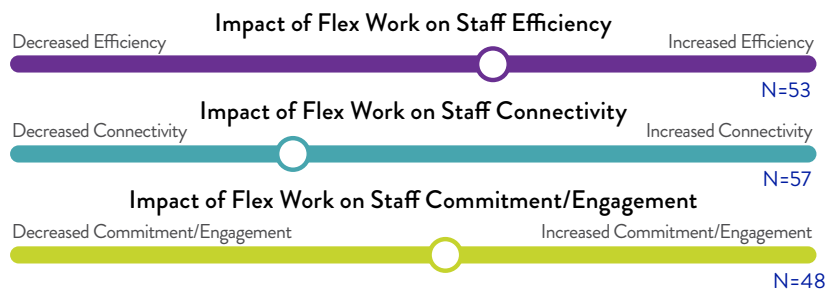 Impact of Flex Work on Staff Efficiency
Decreased Efficiency Increased Efficiency
N=53
Impact of Flex Work on Staff Connectivity
Decreased Connectivity Increased Connectivity
N=57
Impact of Flex Work on Staff Commitment/Engagement
Decreased Commitment/Engagement Increased Commitment/Engagement
N=48